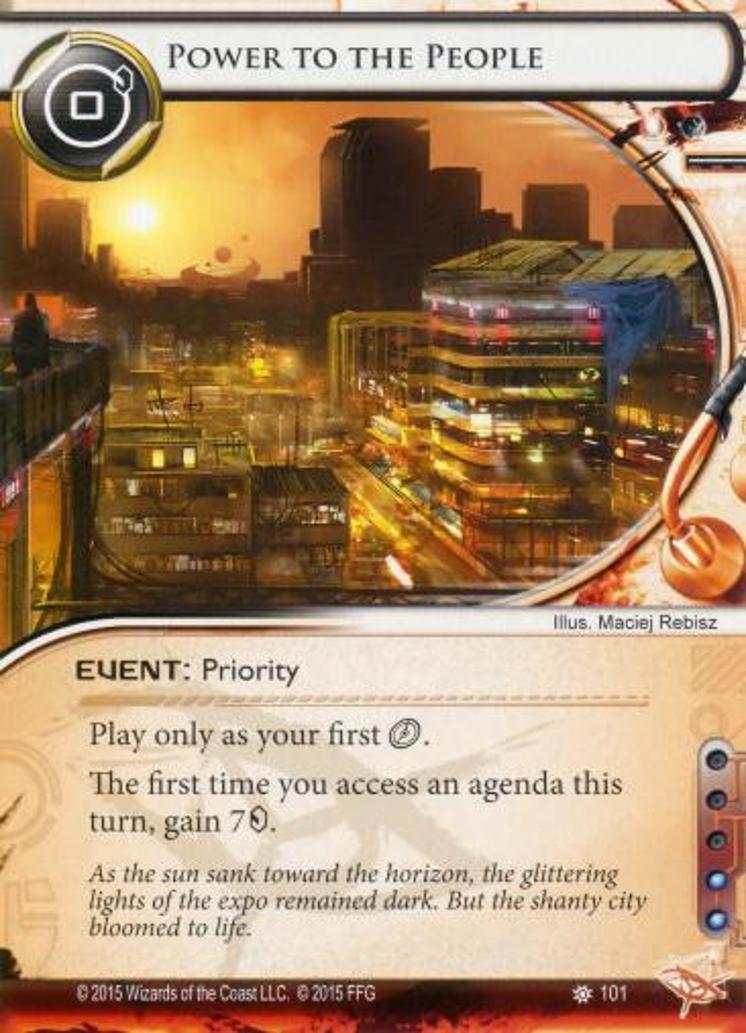 POWER TO THE PEOPLE
Illus. Maciej Rebisz
EVENT: Priority
Play only as your first .
The first time you access an agenda this
turn, gain 7.
As the sun sank toward the horizon, the glittering
lights of the expo remained dark. But the shanty city
bloomed to life.
© 2015 Wizards of the Coast LLC. © 2015 FFG
101